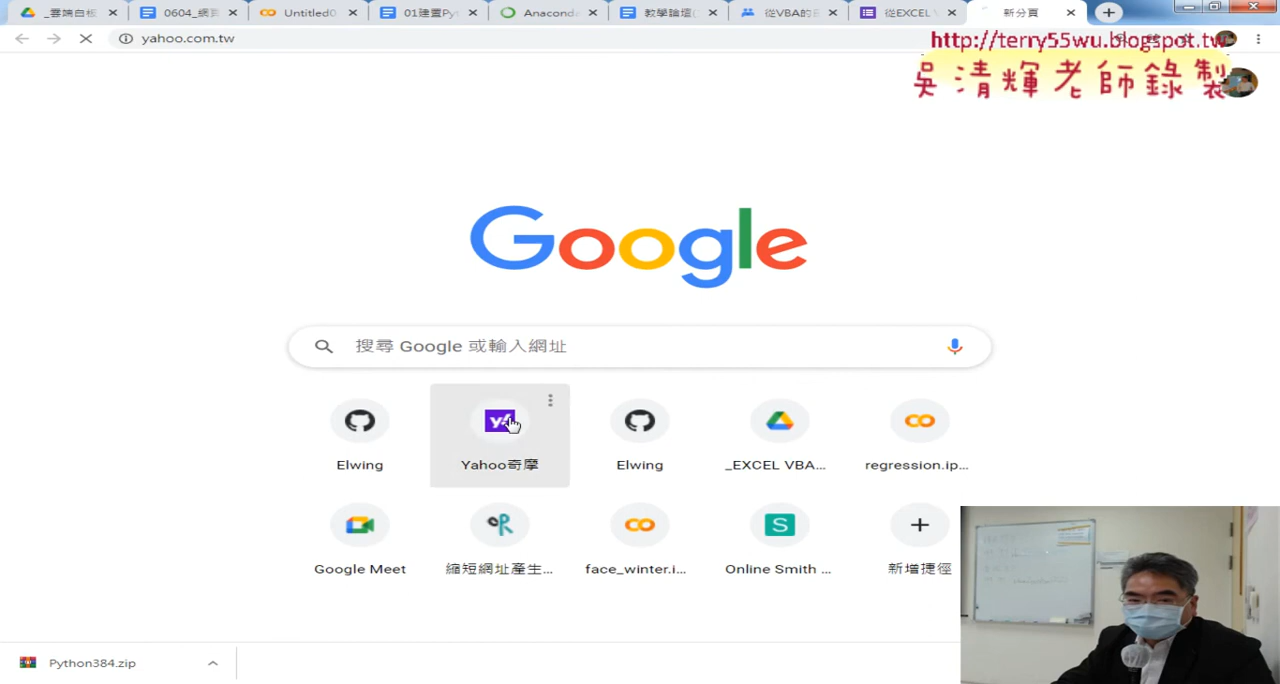 _雲端白板
0604_網頁
Untitled0
01建置Pyt
Anaconda
教學論壇(
從VBA的
從EXCEL V
新分頁
yahoo.com.tw
http://terry55wu.blogspot.tw
吳清輝老師錄製
Google
搜尋 Google 或輸入網址
Elwing
Yahoo奇摩
Elwing
_EXCEL VBA...
regression.ip...
Google Meet
縮短網址產生...
face_winter.i...
Online Smith ...
新增捷徑
Python384.zip